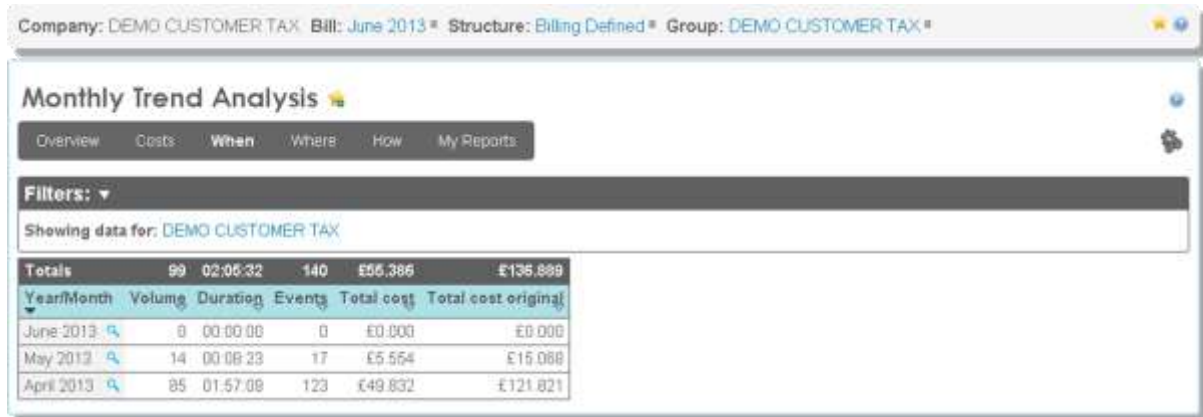 Company: DEMO CUSTOMER TAX Bill: June 2013 Structure: Billing Defined Group: DEMO CUSTOMER TAX
Monthly Trend Analysis
Overview Costs When Where How My Reports
Filters:
Showing data for: DEMO CUSTOMER TAX
Totals 99 02:05:32 140 £55.386 £136.889
Year/Month Volume Duration Events Total cost Total cost original
June 2013 0 00:00:00 0 £0.000 £0.000
May 2013 14 00:08:23 17 £5.554 £15.068
April 2013 85 01:57:09 123 £49.832 £121.821